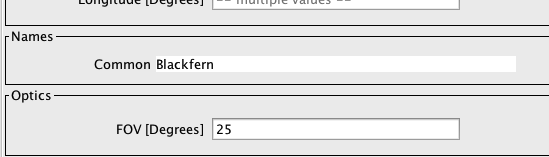 Longitude [Degrees] -- multiple values --
Names
Common Blackfern
Optics
FOV [Degrees] 25